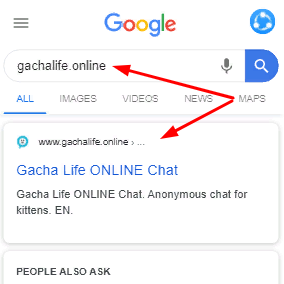 Google
gachalife.online
ALL IMAGES VIDEOS NEWS MAPS
www.gachalife.online › ...
Gacha Life ONLINE Chat
Gacha Life ONLINE Chat. Anonymous chat for
kittens. EN.
PEOPLE ALSO ASK